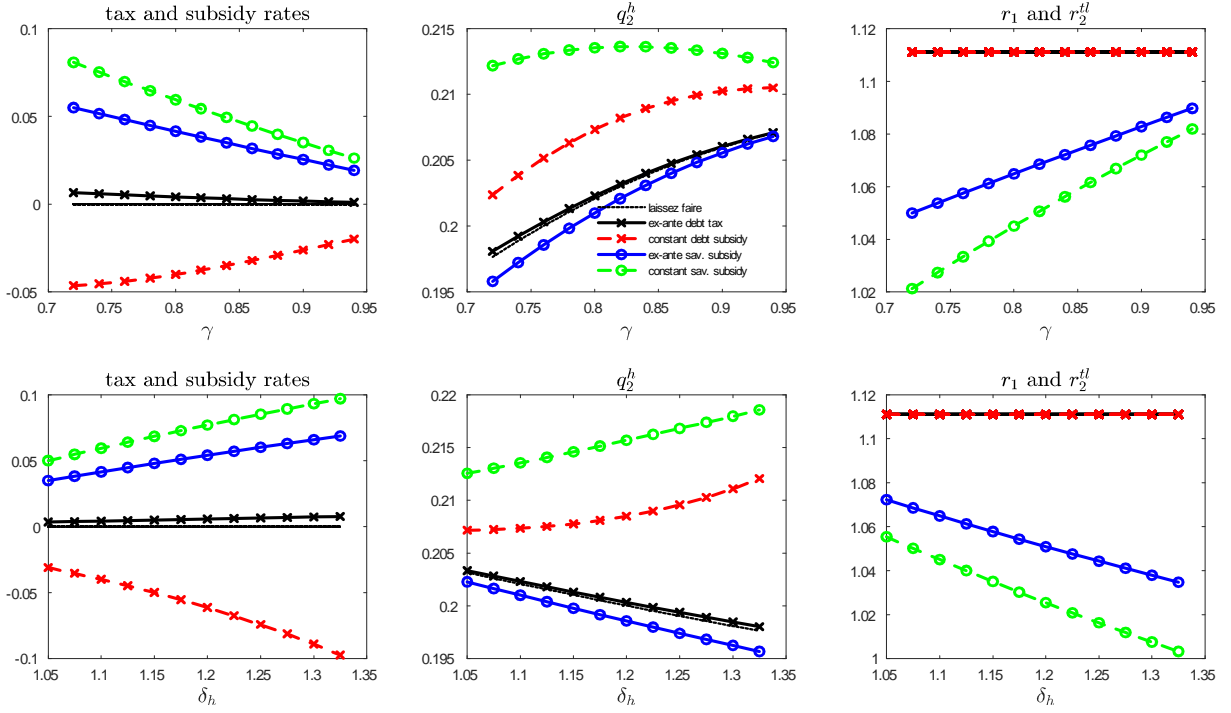 tax and subsidy rates
0.1
0.05
0
-0.05
0.7 0.75 0.8 0.85 0.9 0.95
γ
q_2^h
0.215
0.21
0.205
0.2
0.195
laissez faire
ex-ante debt tax
constant debt subsidy
ex-ante sav. subsidy
constant sav. subsidy
0.7 0.75 0.8 0.85 0.9 0.95
γ
r_1 and r_2^{tl}
1.12
1.1
1.08
1.06
1.04
1.02
0.7 0.75 0.8 0.85 0.9 0.95
γ
tax and subsidy rates
0.1
0.05
0
-0.05
-0.1
1.05 1.1 1.15 1.2 1.25 1.3 1.35
δ_h
q_2^h
0.22
0.215
0.21
0.205
0.2
0.195
1.05 1.1 1.15 1.2 1.25 1.3 1.35
δ_h
r_1 and r_2^{tl}
1.12
1.1
1.08
1.06
1.04
1.02
1
1.05 1.1 1.15 1.2 1.25 1.3 1.35
δ_h